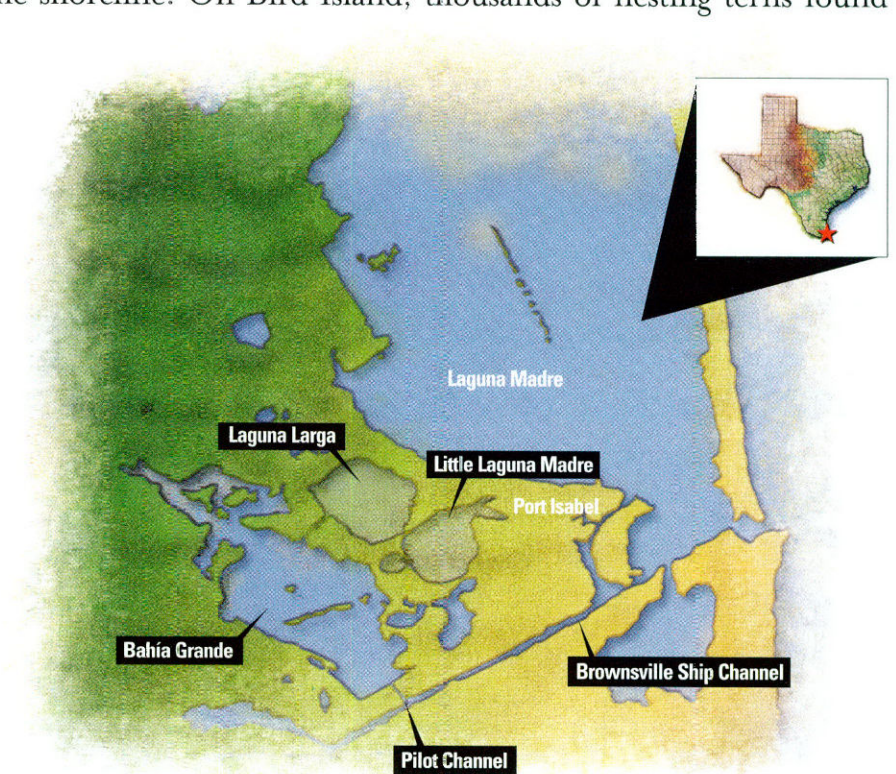 he shoreline. On Bird Island, thousands of nesting terns found
Laguna Madre
Laguna Larga
Little Laguna Madre
Port Isabel
Bahía Grande
Brownsville Ship Channel
Pilot Channel